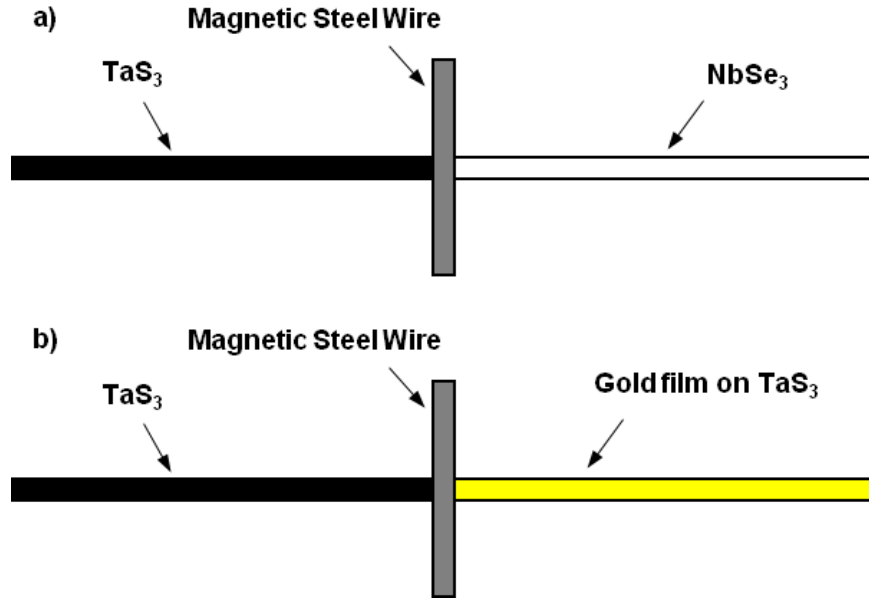 a)
Magnetic Steel Wire
TaS₃
NbSe₃
b)
Magnetic Steel Wire
TaS₃
Gold film on TaS₃